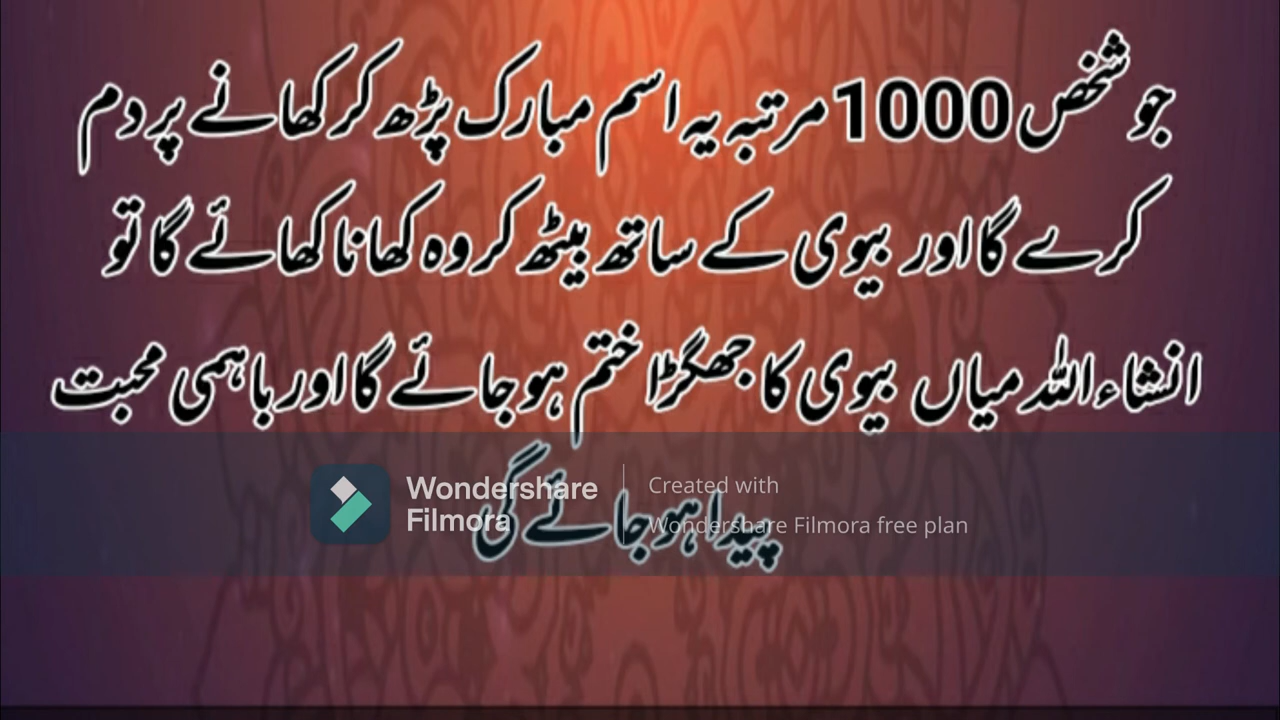 جو شخص 1000 مرتبہ یہ اسم مبارک پڑھ کر کھانے پر دم
کرے گا اور بیوی کے ساتھ بیٹھ کر وہ کھانا کھائے گا تو
انشاء اللہ میاں بیوی کا جھگڑا ختم ہو جائے گا اور باہمی محبت
پیدا ہو جائے گی
Wondershare
Filmora
Created with
Wondershare Filmora free plan